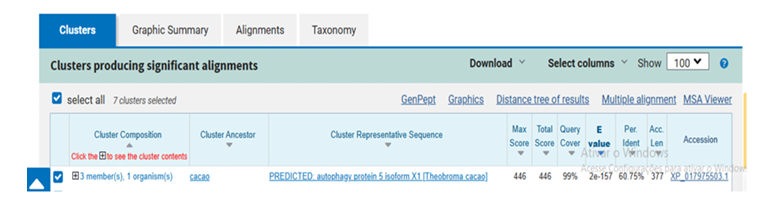 Clusters Graphic Summary Alignments Taxonomy
Clusters producing significant alignments Download Select columns Show 100 ?
select all 7 clusters selected GenPept Graphics Distance tree of results Multiple alignment MSA Viewer
Cluster Composition Cluster Ancestor Cluster Representative Sequence Max Score Total Score Query Cover E value Per. Ident Acc. Len Accession
Click the ⊞ to see the cluster contents
Ativar o Windows
Acesse Configurações para ativar o Windows
3 member(s), 1 organism(s) cacao PREDICTED: autophagy protein 5 isoform X1 [Theobroma cacao] 446 446 99% 2e-157 60.75% 377 XP_017975503.1